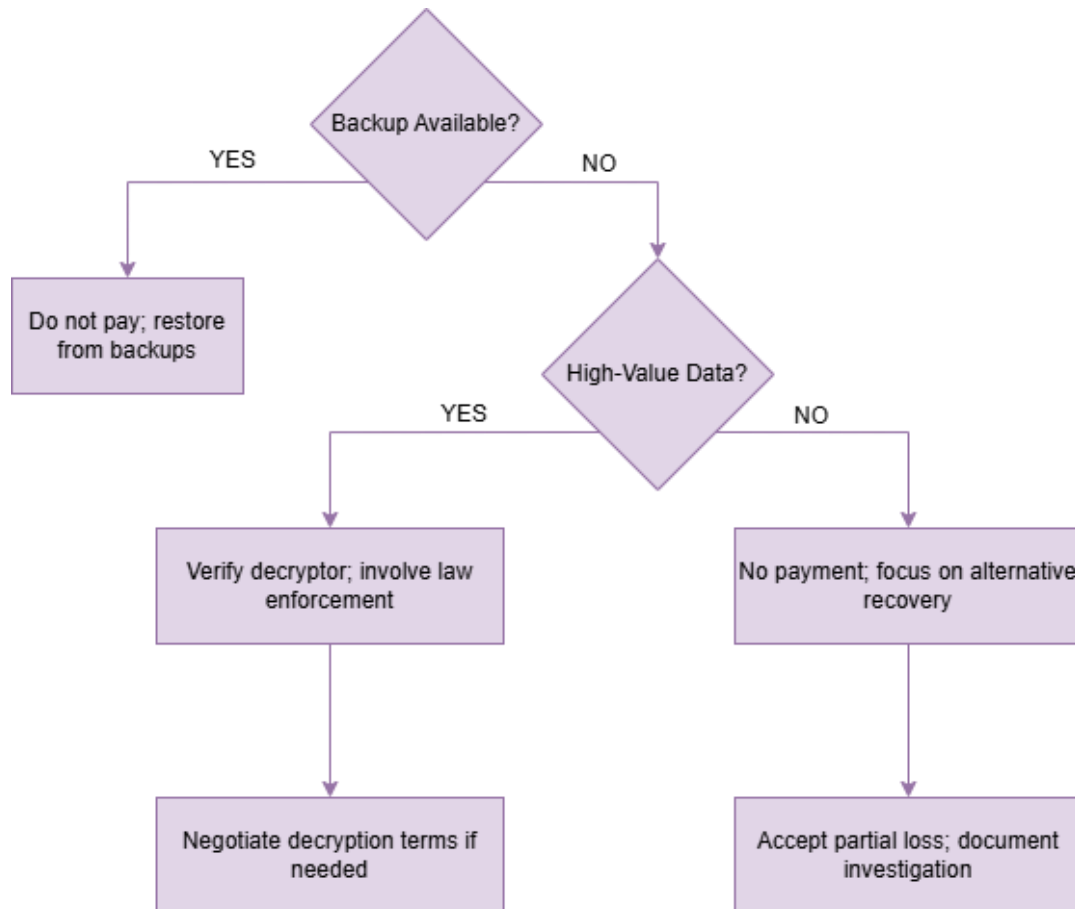 Backup Available?
YES
NO
Do not pay; restore
from backups
High-Value Data?
YES
NO
Verify decryptor; involve law
enforcement
No payment; focus on alternative
recovery
Negotiate decryption terms if
needed
Accept partial loss; document
investigation